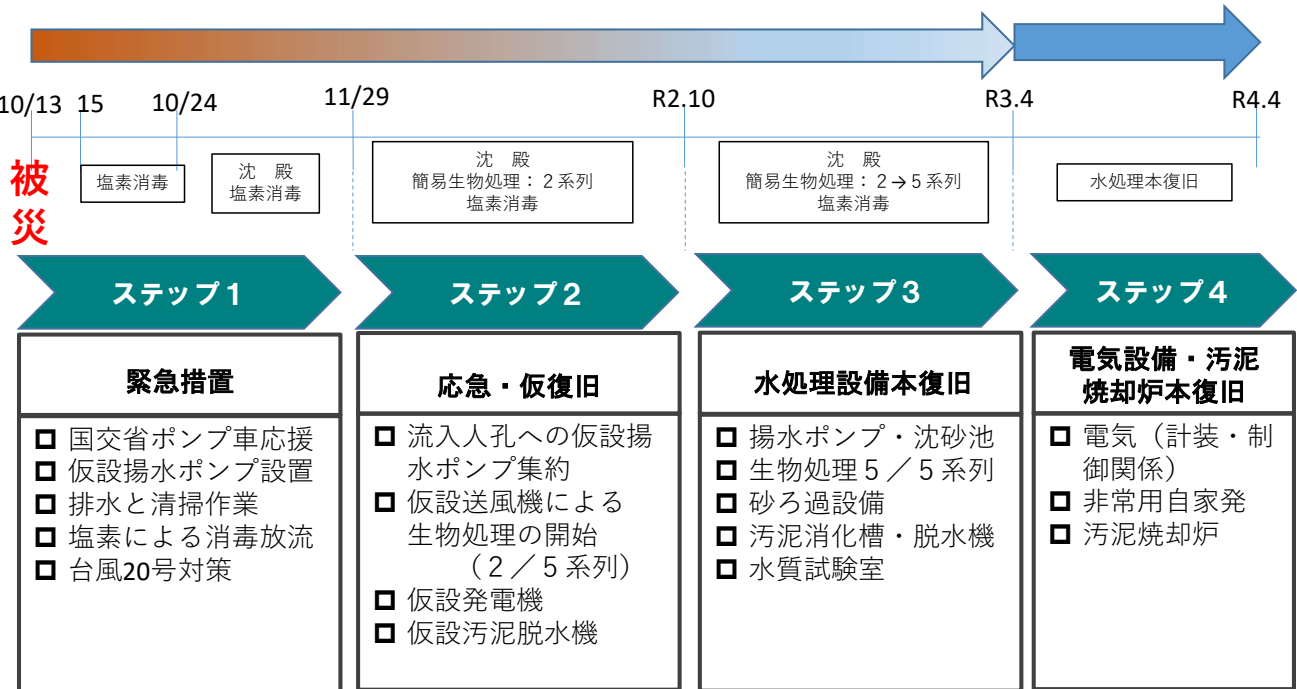 10/13 15 10/24 11/29 R2.10 R3.4 R4.4
被
災
塩素消毒
沈　殿
塩素消毒
沈　殿
簡易生物処理：２系列
塩素消毒
沈　殿
簡易生物処理：２→５系列
塩素消毒
水処理本復旧
ステップ１
緊急措置
国交省ポンプ車応援
仮設揚水ポンプ設置
排水と清掃作業
塩素による消毒放流
台風20号対策
ステップ２
応急・仮復旧
流入人孔への仮設揚
水ポンプ集約
仮設送風機による
生物処理の開始
（２／５系列）
仮設発電機
仮設汚泥脱水機
ステップ３
水処理設備本復旧
揚水ポンプ・沈砂池
生物処理５／５系列
砂ろ過設備
汚泥消化槽・脱水機
水質試験室
ステップ４
電気設備・汚泥
焼却炉本復旧
電気（計装・制
御関係）
非常用自家発
汚泥焼却炉